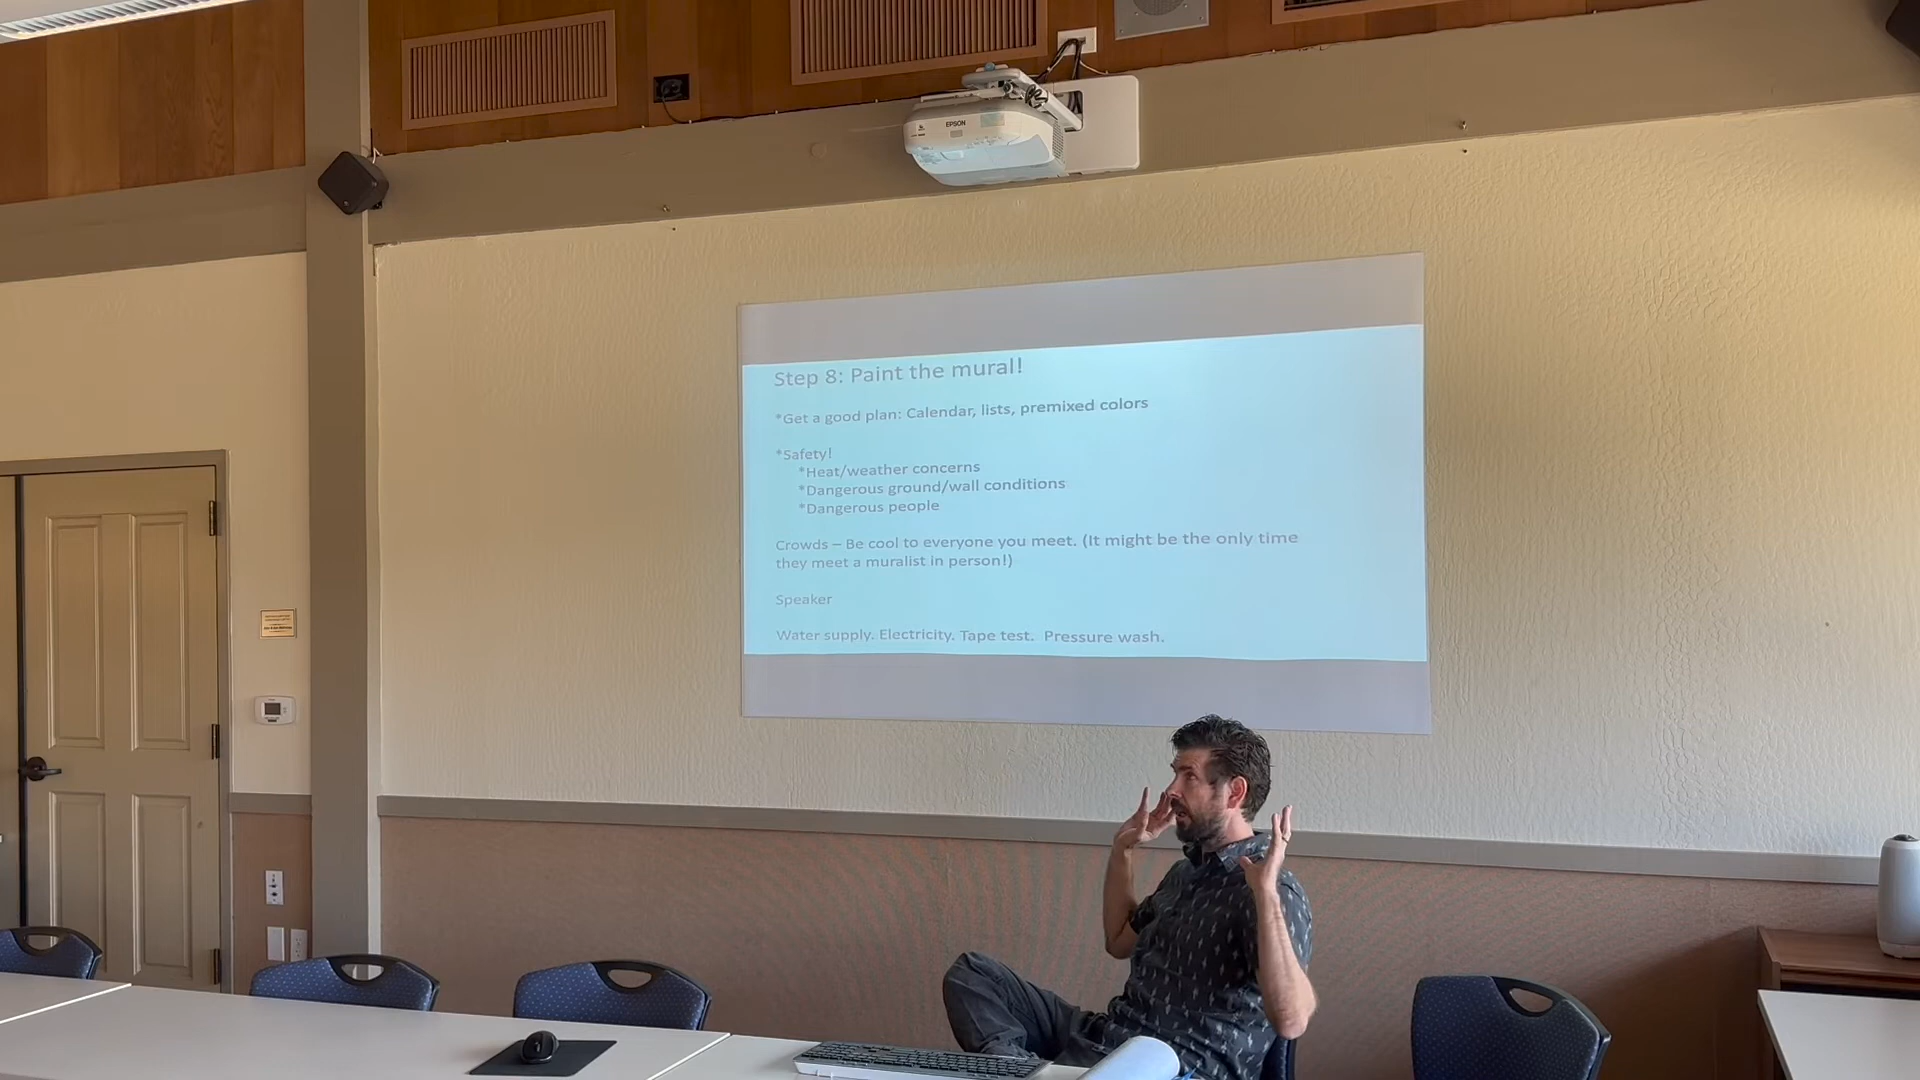 EPSON
Step 8: Paint the mural!
*Get a good plan: Calendar, lists, premixed colors
*Safety!
*Heat/weather concerns
*Dangerous ground/wall conditions
*Dangerous people
Crowds – Be cool to everyone you meet. (It might be the only time
they meet a muralist in person!)
Speaker
Water supply. Electricity. Tape test.  Pressure wash.